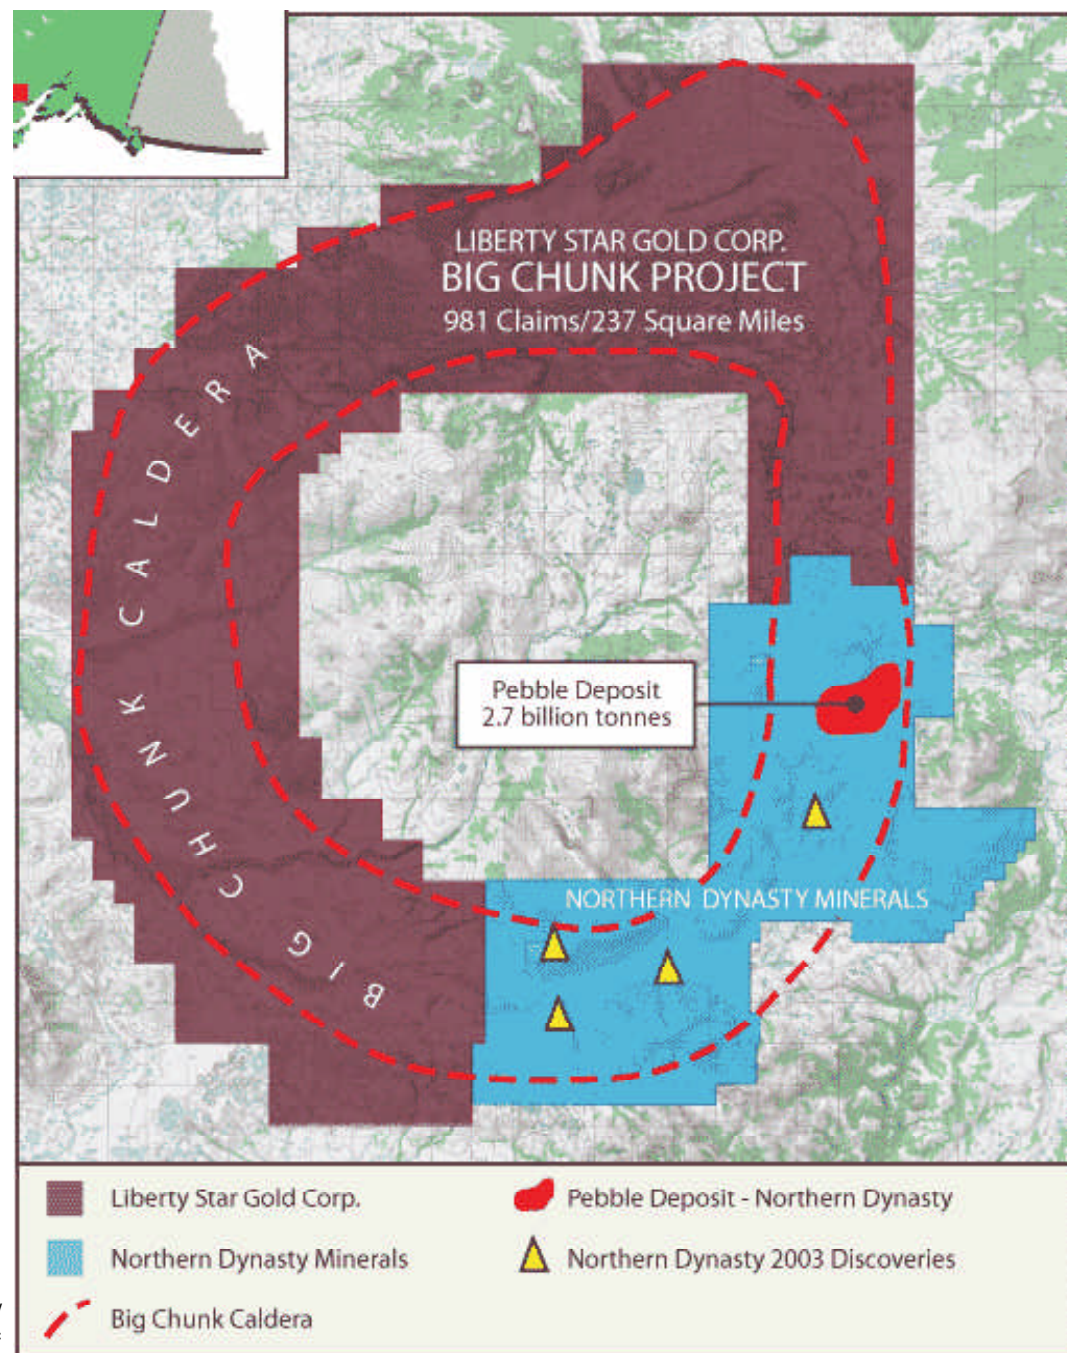 LIBERTY STAR GOLD CORP.
BIG CHUNK PROJECT
981 Claims/237 Square Miles
BIG CHUNK CALDERA
Pebble Deposit
2.7 billion tonnes
NORTHERN DYNASTY MINERALS
Liberty Star Gold Corp.
Pebble Deposit - Northern Dynasty
Northern Dynasty Minerals
Northern Dynasty 2003 Discoveries
Big Chunk Caldera